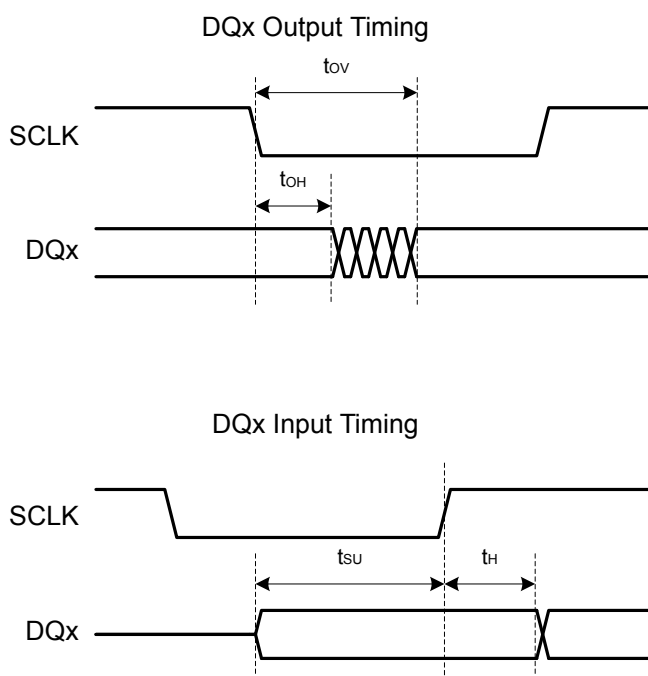 DQx Output Timing
tOV
SCLK
tOH
DQx
DQx Input Timing
SCLK
tSU
tH
DQx